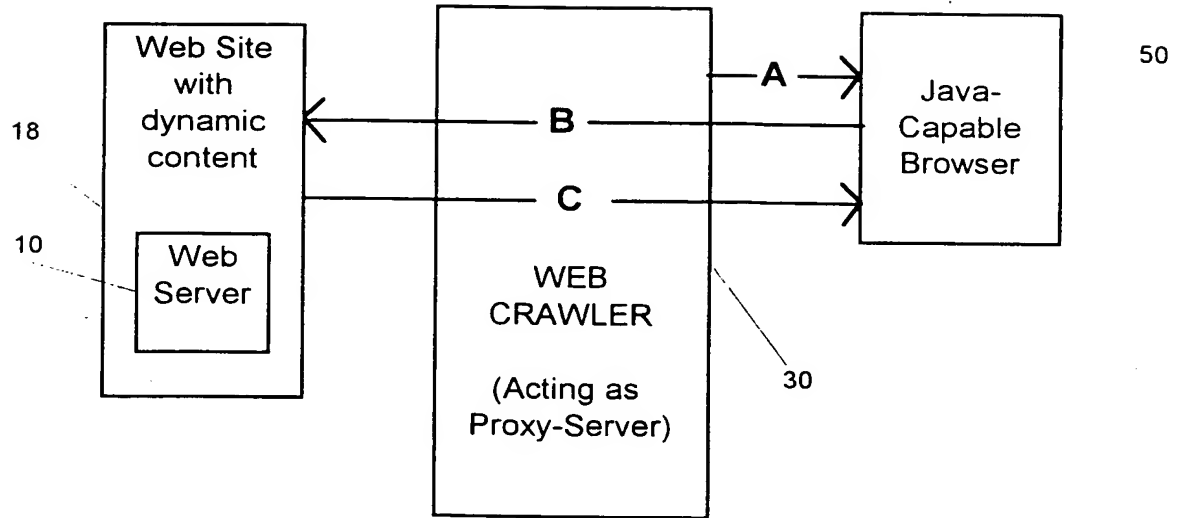 Web Site
with
dynamic
content
18
10
Web
Server
A
B
C
WEB
CRAWLER
(Acting as
Proxy-Server)
30
Java-
Capable
Browser
50